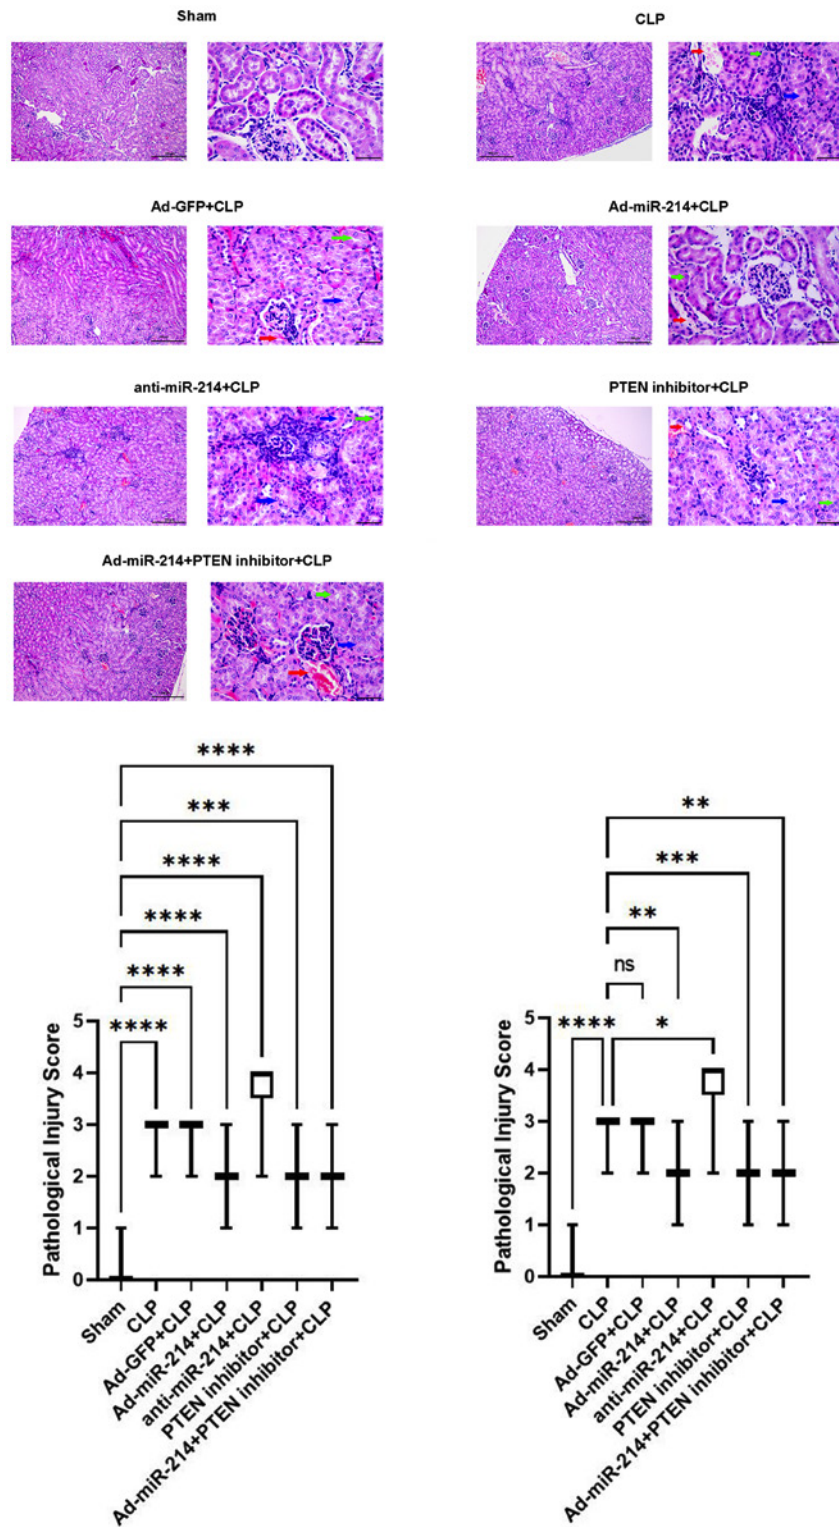 Sham
CLP
Ad-GFP+CLP
Ad-miR-214+CLP
anti-miR-214+CLP
PTEN inhibitor+CLP
Ad-miR-214+PTEN inhibitor+CLP
****
***
****
****
****
****
Pathological Injury Score
5
4
3
2
1
0
Sham
CLP
Ad-GFP+CLP
Ad-miR-214+CLP
anti-miR-214+CLP
PTEN inhibitor+CLP
Ad-miR-214+PTEN inhibitor+CLP
**
***
**
ns
****
*
Pathological Injury Score
5
4
3
2
1
0
Sham
CLP
Ad-GFP+CLP
Ad-miR-214+CLP
anti-miR-214+CLP
PTEN inhibitor+CLP
Ad-miR-214+PTEN inhibitor+CLP